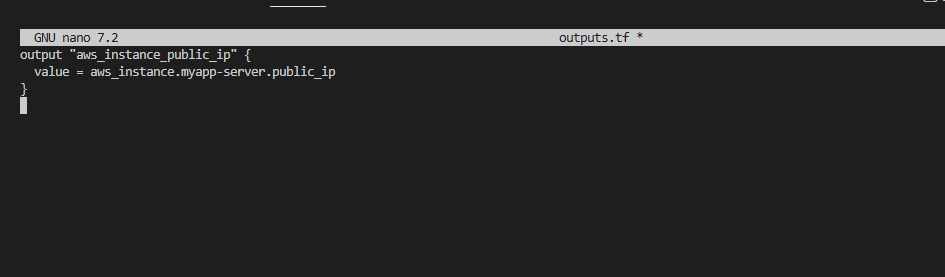 GNU nano 7.2 outputs.tf *
output "aws_instance_public_ip" {
  value = aws_instance.myapp-server.public_ip
}